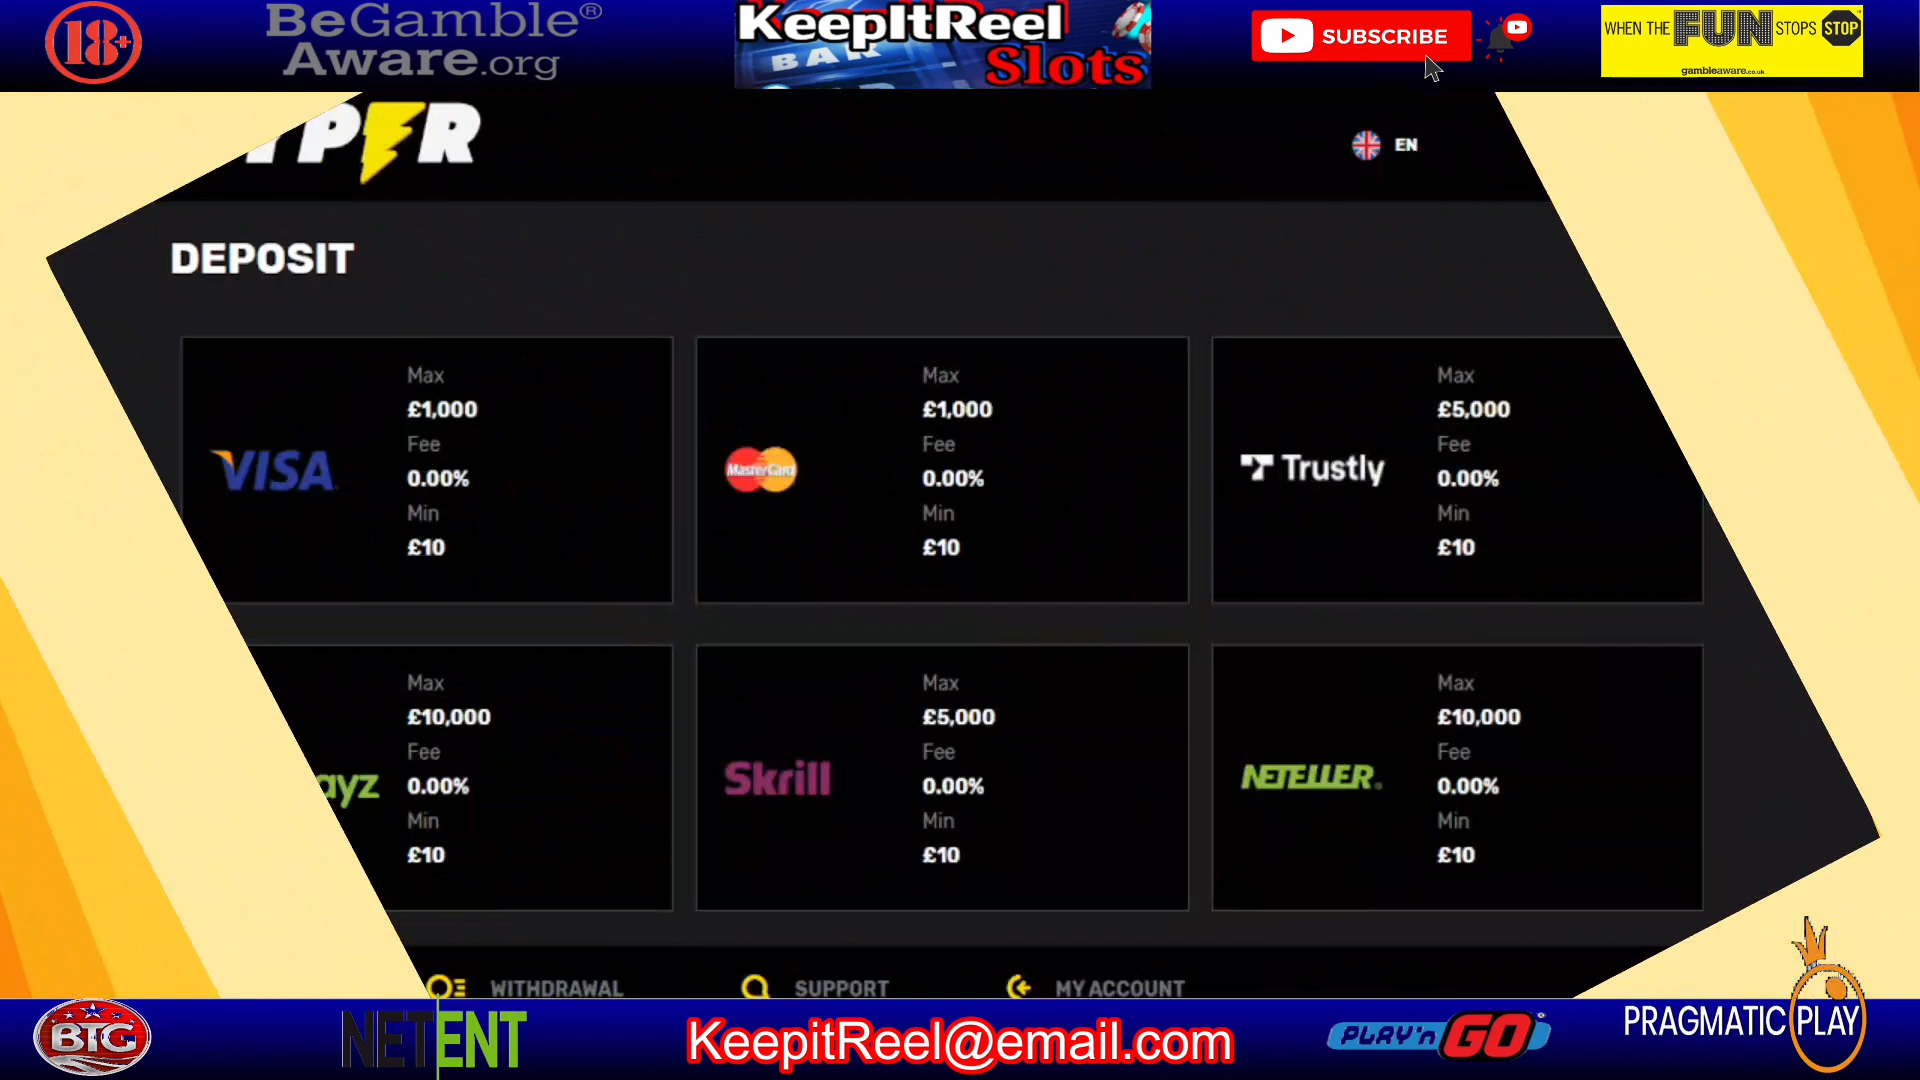 18+
BeGamble®
Aware.org
KeepItReel
BAR
Slots
SUBSCRIBE
WHEN THE FUN STOPS STOP
gambleaware.co.uk
YPER
EN
DEPOSIT
VISA
Max
£1,000
Fee
0.00%
Min
£10
MasterCard
Max
£1,000
Fee
0.00%
Min
£10
Trustly
Max
£5,000
Fee
0.00%
Min
£10
ayz
Max
£10,000
Fee
0.00%
Min
£10
Skrill
Max
£5,000
Fee
0.00%
Min
£10
NETELLER
Max
£10,000
Fee
0.00%
Min
£10
WITHDRAWAL
SUPPORT
MY ACCOUNT
BTG
NETENT
KeepitReel@email.com
PLAY'n GO
PRAGMATIC PLAY